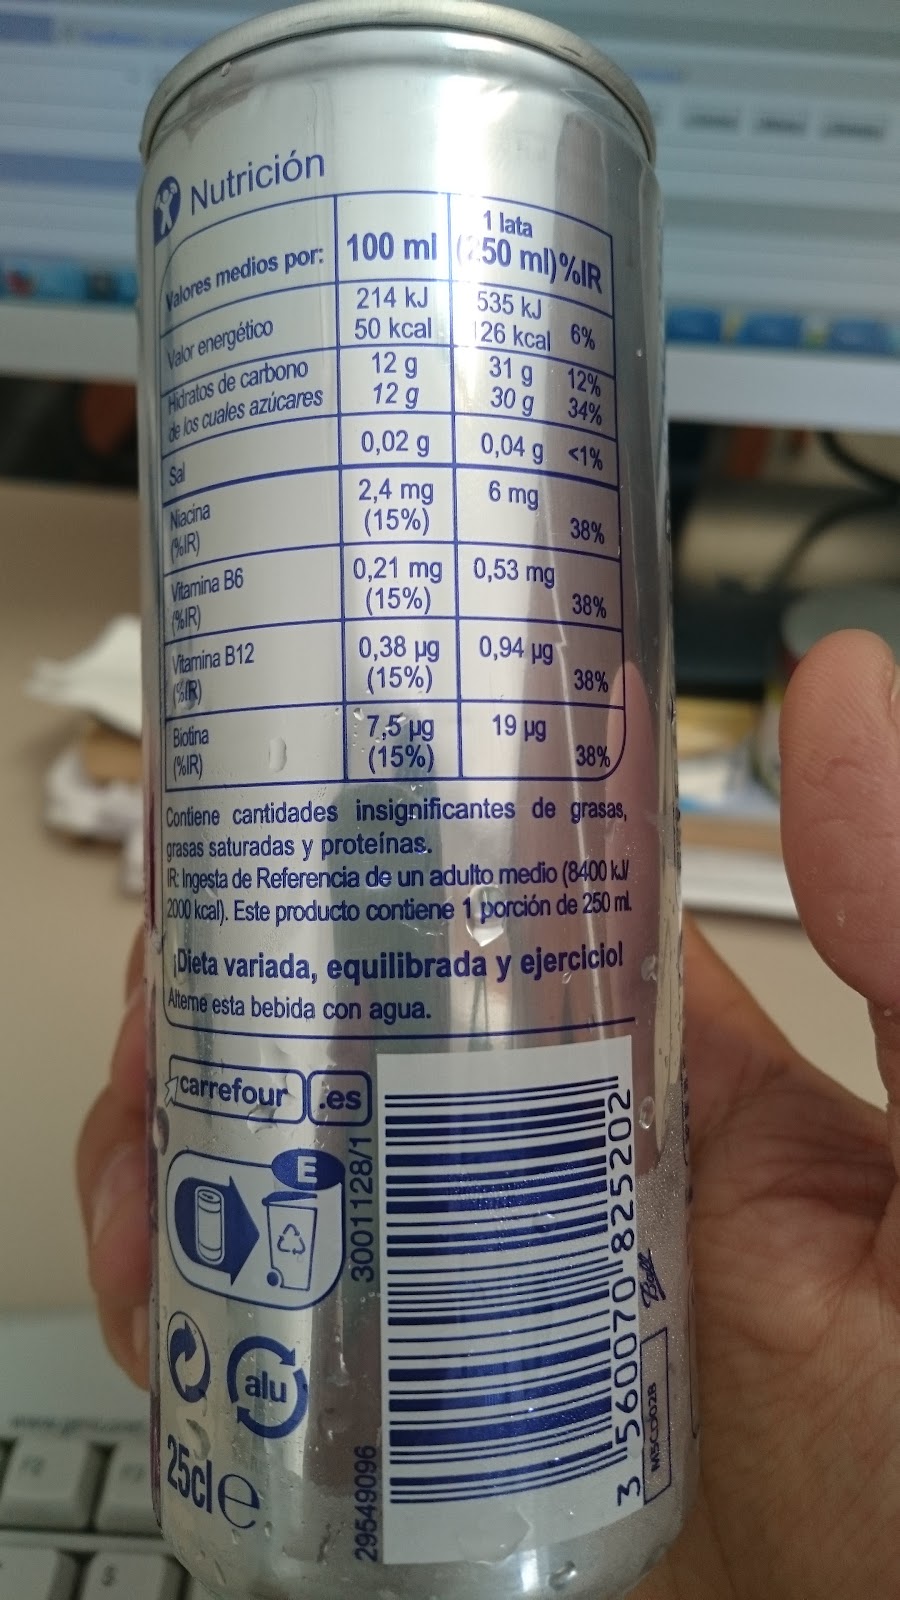 Nutrición
Valores medios por: 100 ml 1 lata (250 ml) %IR
Valor energético 214 kJ 50 kcal 535 kJ 126 kcal 6%
Hidratos de carbono 12 g 31 g 12%
de los cuales azúcares 12 g 30 g 34%
Sal 0,02 g 0,04 g <1%
Niacina (%IR) 2,4 mg (15%) 6 mg 38%
Vitamina B6 (%IR) 0,21 mg (15%) 0,53 mg 38%
Vitamina B12 (%IR) 0,38 µg (15%) 0,94 µg 38%
Biotina (%IR) 7,5 µg (15%) 19 µg 38%
Contiene cantidades insignificantes de grasas,
grasas saturadas y proteínas.
IR: Ingesta de Referencia de un adulto medio (8400 kJ/
2000 kcal). Este producto contiene 1 porción de 250 ml.
¡Dieta variada, equilibrada y ejercicio!
Alterne esta bebida con agua.
carrefour .es
E
3001128/1
alu
25cl e
29549096
3 560070 825202
Ball
M5CD02B